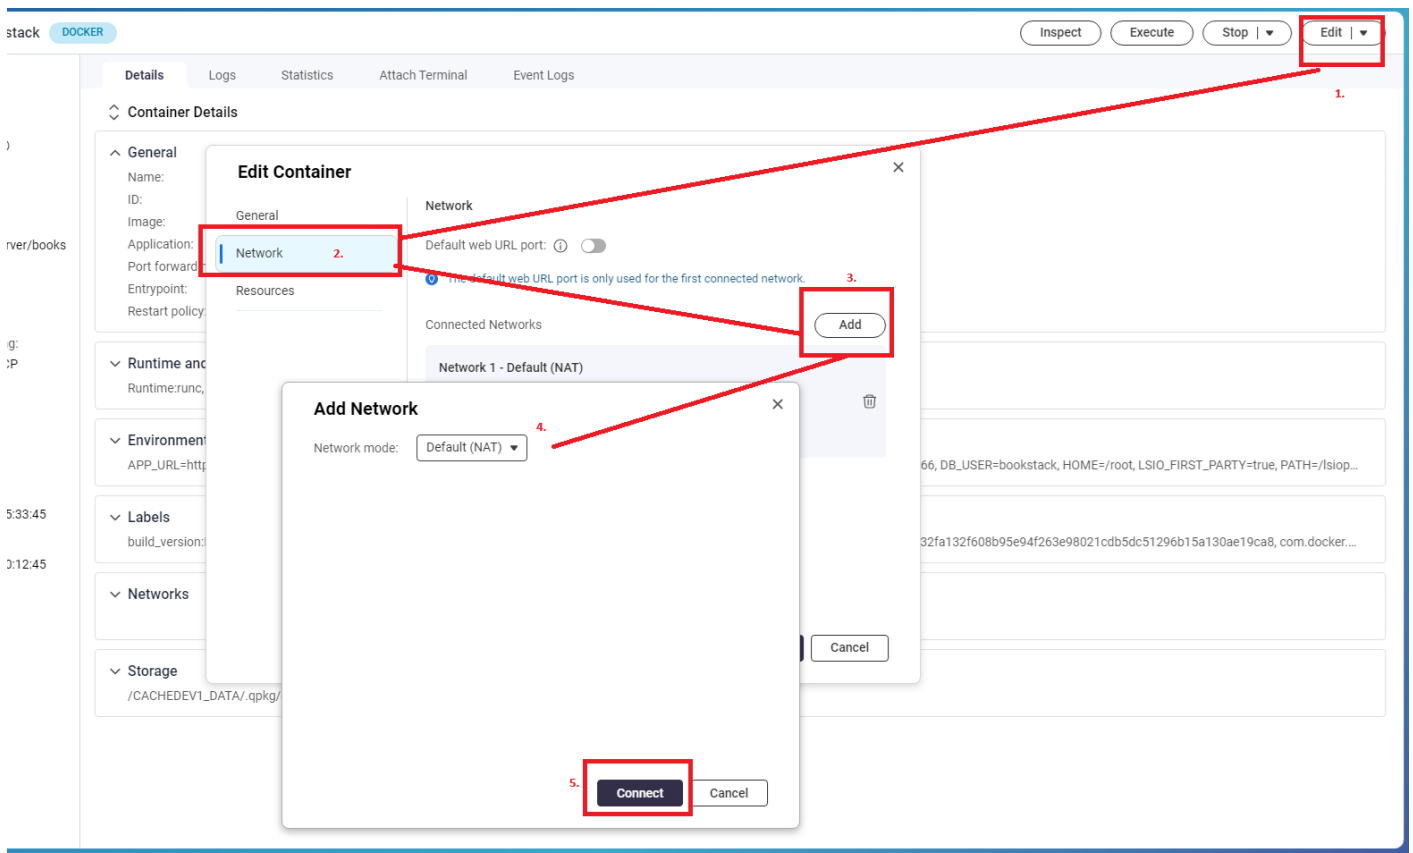 stack DOCKER
Inspect Execute Stop Edit
1.
Details Logs Statistics Attach Terminal Event Logs
Container Details
General
Name:
ID:
Image:
rver/books
Application:
Port forward
Entrypoint:
Restart policy:
g:
CP
Edit Container
General
Network 2.
Resources
Network
Default web URL port:
The default web URL port is only used for the first connected network.
3.
Connected Networks Add
Network 1 - Default (NAT)
Cancel
Runtime and
Runtime:runc,
Environment
APP_URL=http 66, DB_USER=bookstack, HOME=/root, LSIO_FIRST_PARTY=true, PATH=/lsiop...
5:33:45
Labels
build_version: 32fa132f608b95e94f263e98021cdb5dc51296b15a130ae19ca8, com.docker....
0:12:45
Networks
Storage
/CACHEDEV1_DATA/.qpkg/
Add Network
4.
Network mode: Default (NAT)
5.
Connect Cancel